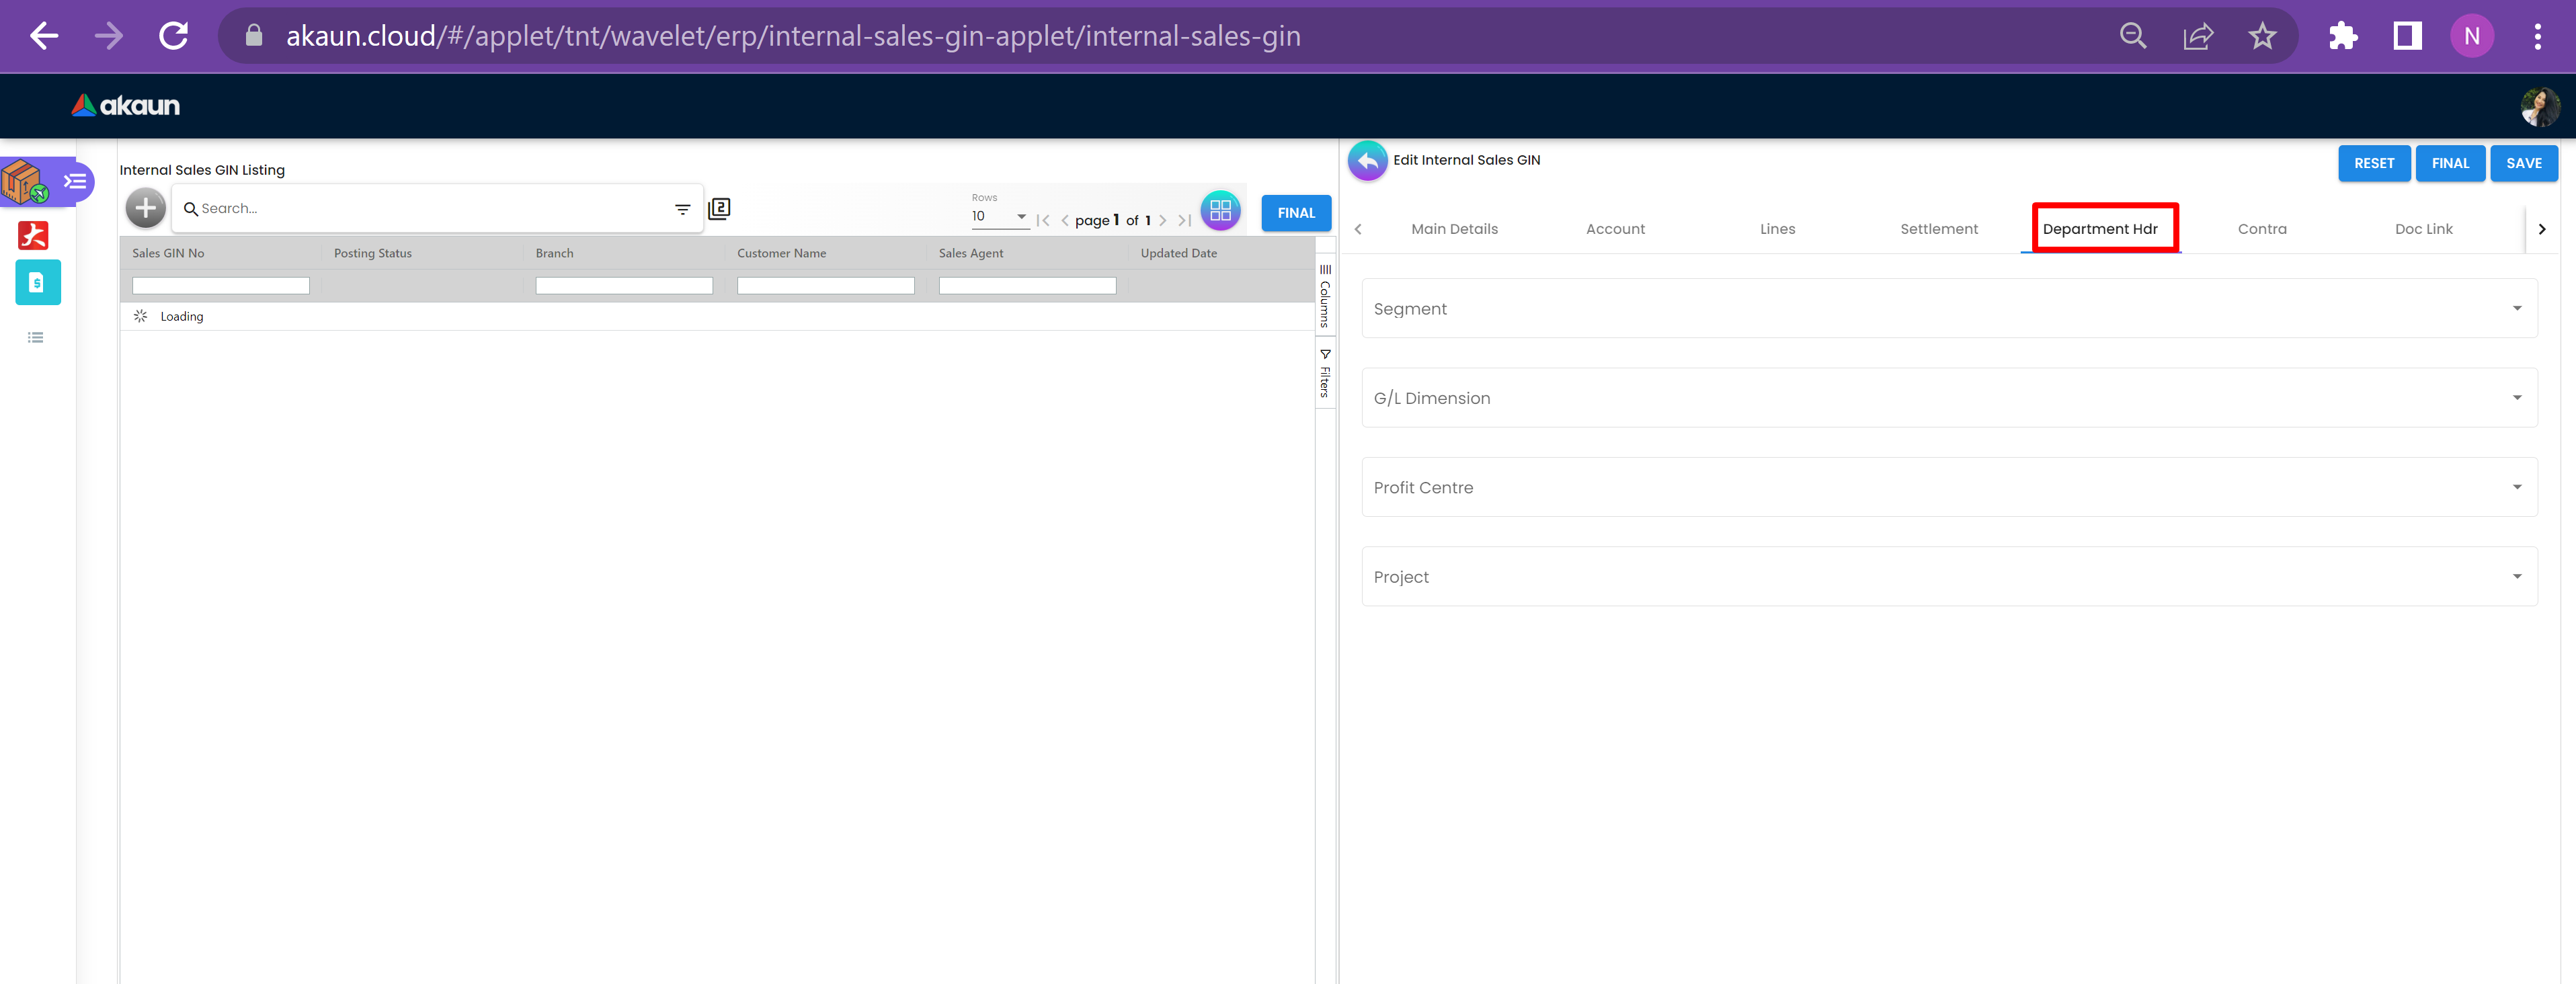 akaun.cloud/#/applet/tnt/wavelet/erp/internal-sales-gin-applet/internal-sales-gin
N
akaun
Internal Sales GIN Listing
Search...
2
Rows
10
page 1 of 1
FINAL
Sales GIN No
Posting Status
Branch
Customer Name
Sales Agent
Updated Date
Loading
Columns
Filters
Edit Internal Sales GIN
RESET
FINAL
SAVE
Main Details
Account
Lines
Settlement
Department Hdr
Contra
Doc Link
Segment
G/L Dimension
Profit Centre
Project